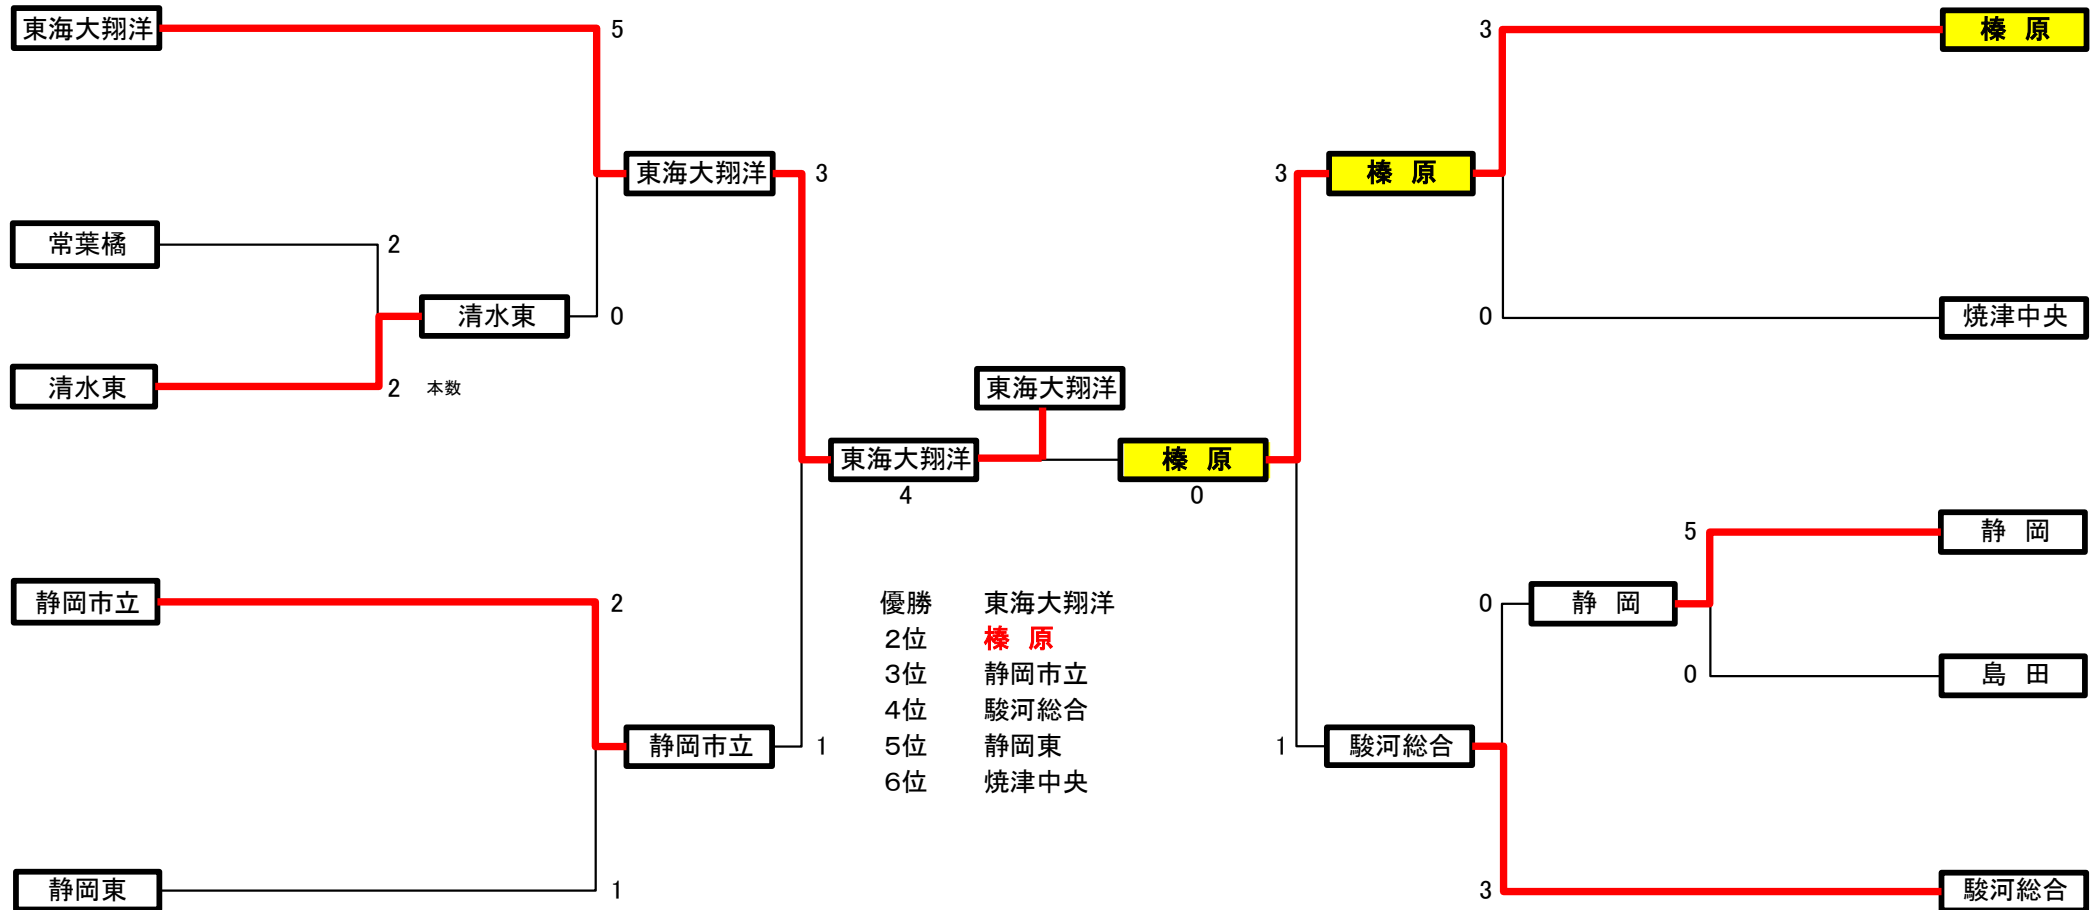 東海大翔洋
5
3
榛 原
東海大翔洋
3
3
榛 原
常葉橘
2
清水東
0
0
焼津中央
清水東
2 本数
東海大翔洋
東海大翔洋
4
榛 原
0
5
静 岡
静岡市立
2
0
静 岡
0
島 田
優勝 東海大翔洋
2位 榛 原
3位 静岡市立
4位 駿河総合
5位 静岡東
6位 焼津中央
静岡市立
1
1
駿河総合
静岡東
1
3
駿河総合